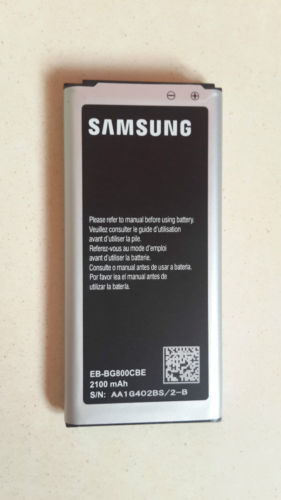 ⊖ ⊕
SAMSUNG
Please refer to manual before using battery.
Veuillez consulter le guide d'utilisation
avant d'utiliser la pile.
Referez-vous au mode d'emploi
avant d'utiliser la batterie.
Consulte o manual antes de usar a bateria.
Por favor lea el manual antes de
utilizar la batería.
EB-BG800CBE
2100 mAh
S/N: AA1G402BS/2-B